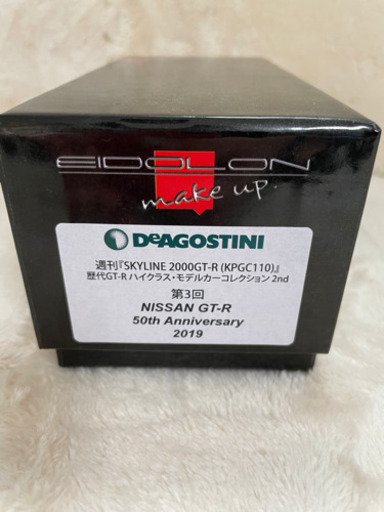 EIDOLON
make up.
DeAGOSTINI
週刊『SKYLINE 2000GT-R (KPGC110)』
歴代GT-R ハイクラス・モデルカーコレクション 2nd
第3回
NISSAN GT-R
50th Anniversary
2019